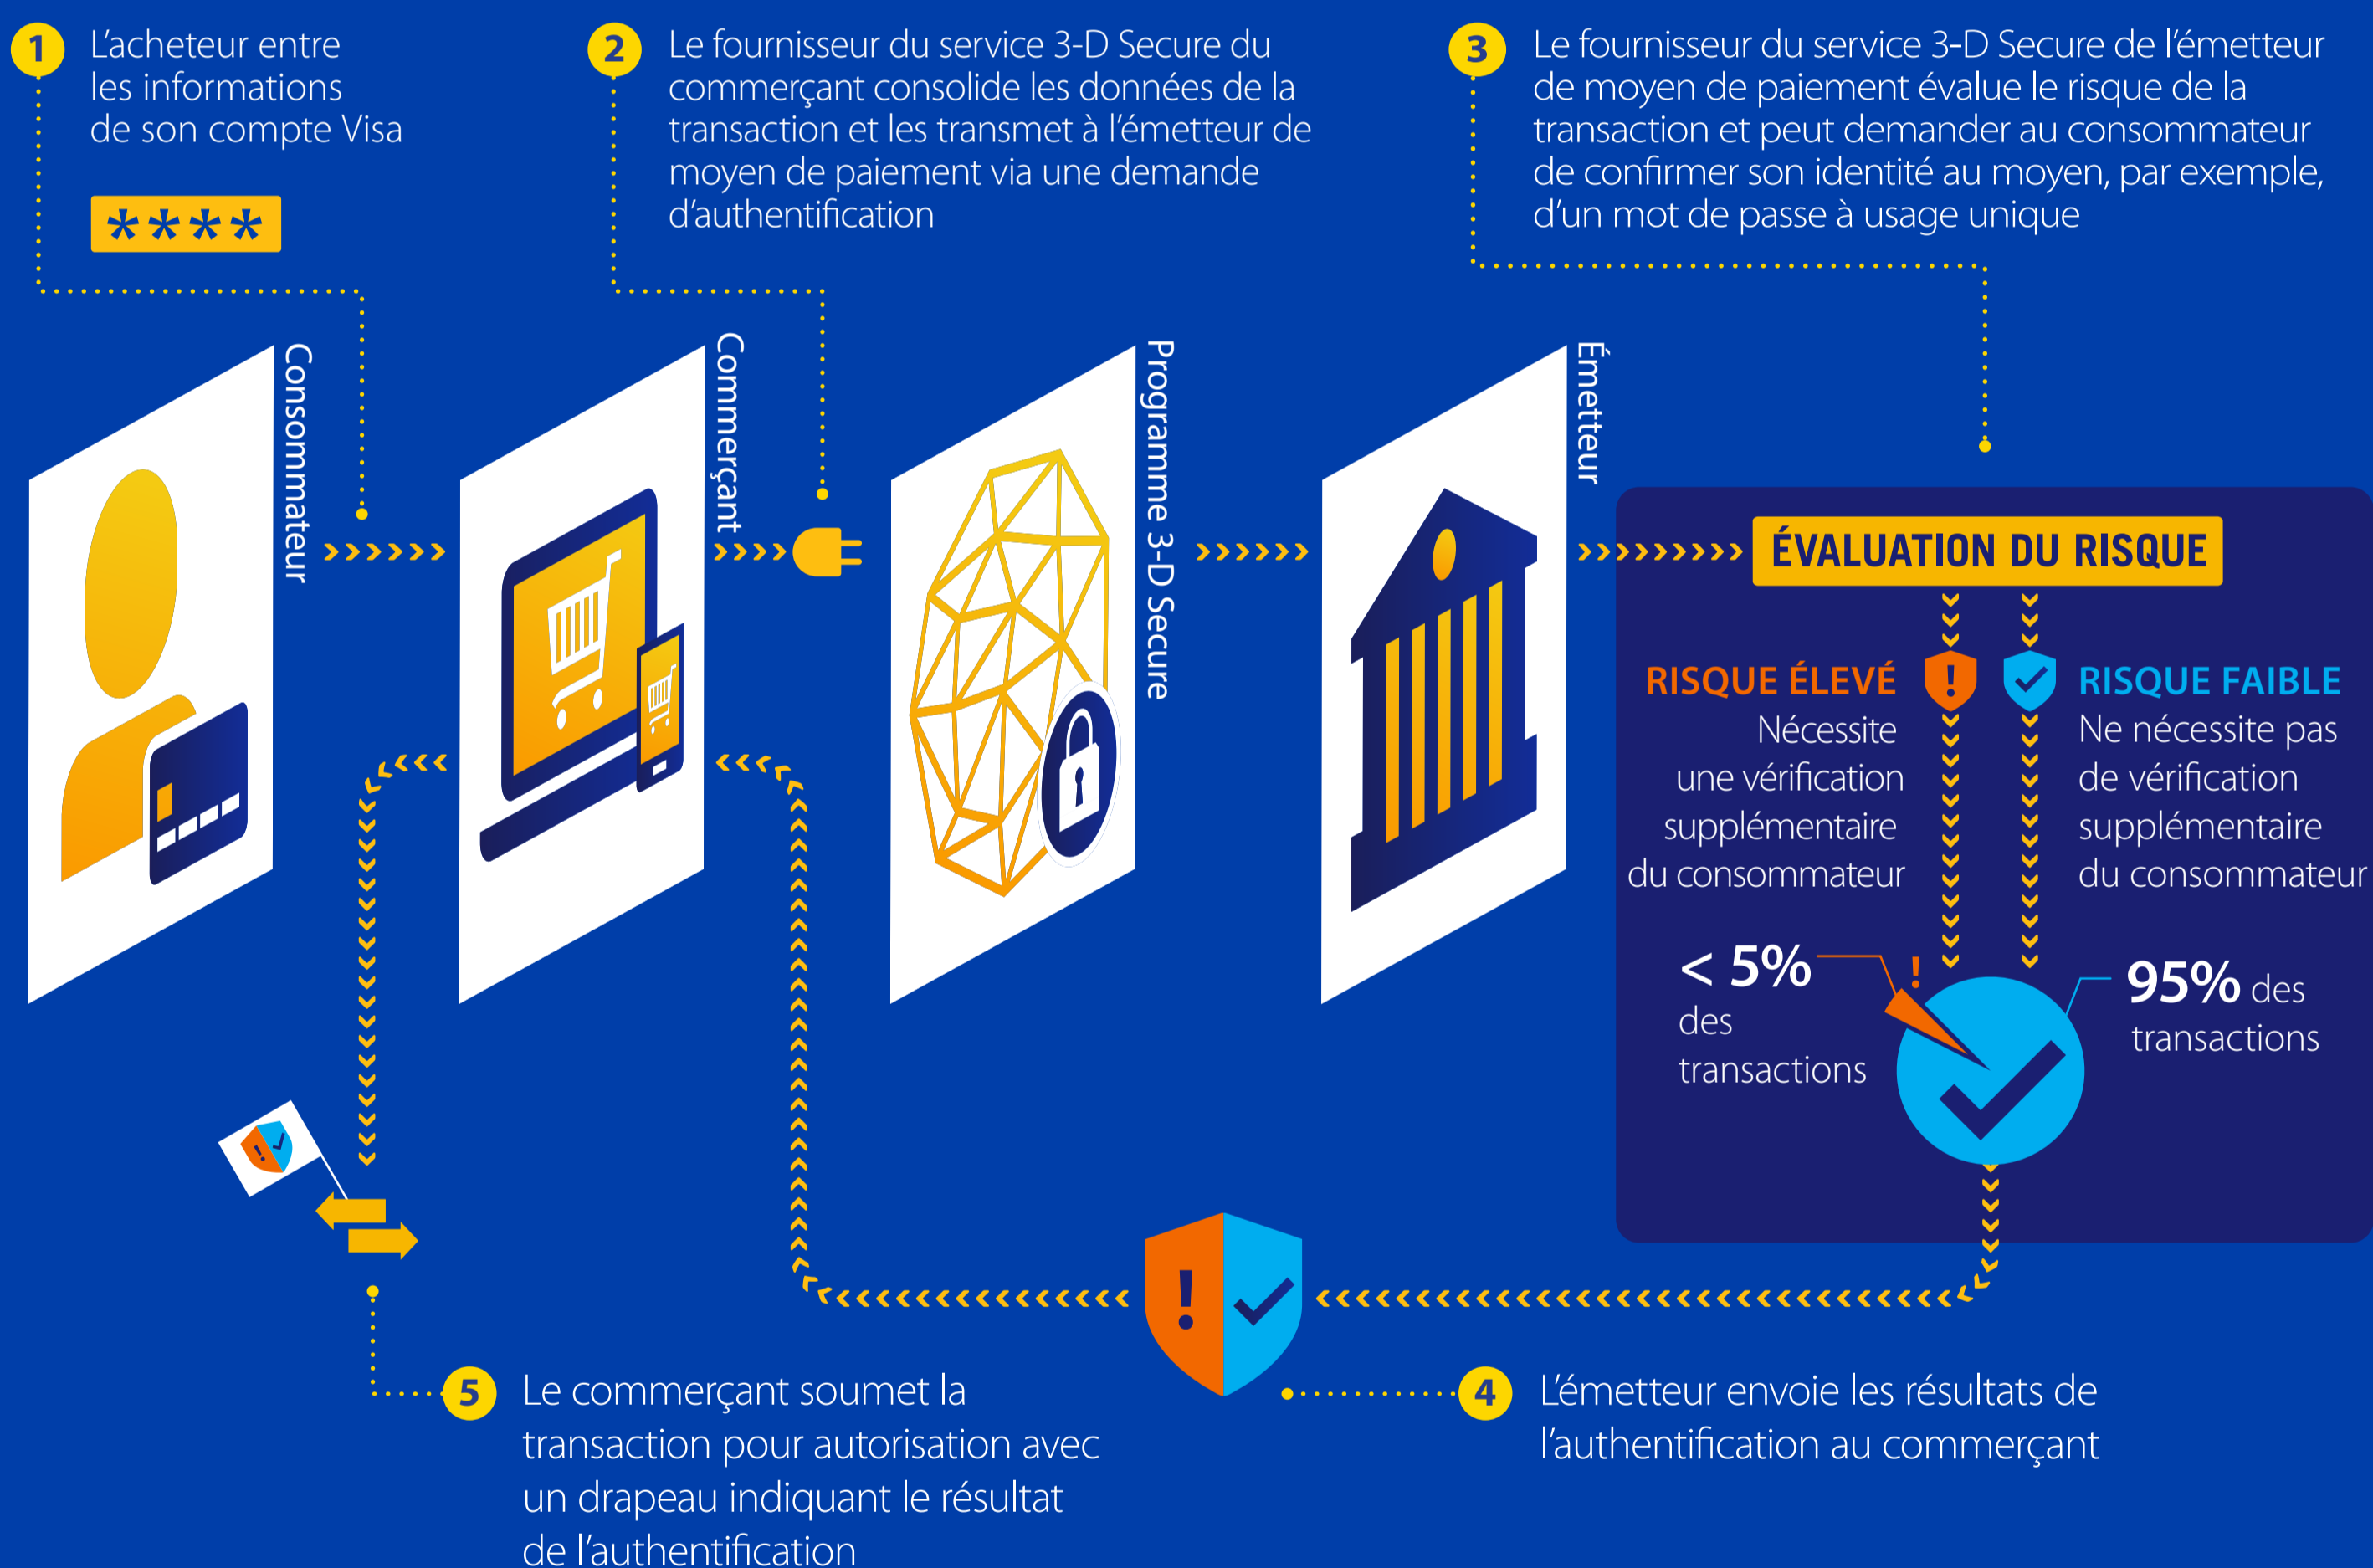 1
L'acheteur entre
les informations
de son compte Visa
****
2
Le fournisseur du service 3-D Secure du
commerçant consolide les données de la
transaction et les transmet à l'émetteur de
moyen de paiement via une demande
d'authentification
3
Le fournisseur du service 3-D Secure de l'émetteur
de moyen de paiement évalue le risque de la
transaction et peut demander au consommateur
de confirmer son identité au moyen, par exemple,
d'un mot de passe à usage unique
Consommateur
Commerçant
Programme 3-D Secure
Émetteur
ÉVALUATION DU RISQUE
RISQUE ÉLEVÉ
Nécessite
une vérification
supplémentaire
du consommateur
RISQUE FAIBLE
Ne nécessite pas
de vérification
supplémentaire
du consommateur
< 5%
des
transactions
95% des
transactions
4
L'émetteur envoie les résultats de
l'authentification au commerçant
5
Le commerçant soumet la
transaction pour autorisation avec
un drapeau indiquant le résultat
de l'authentification